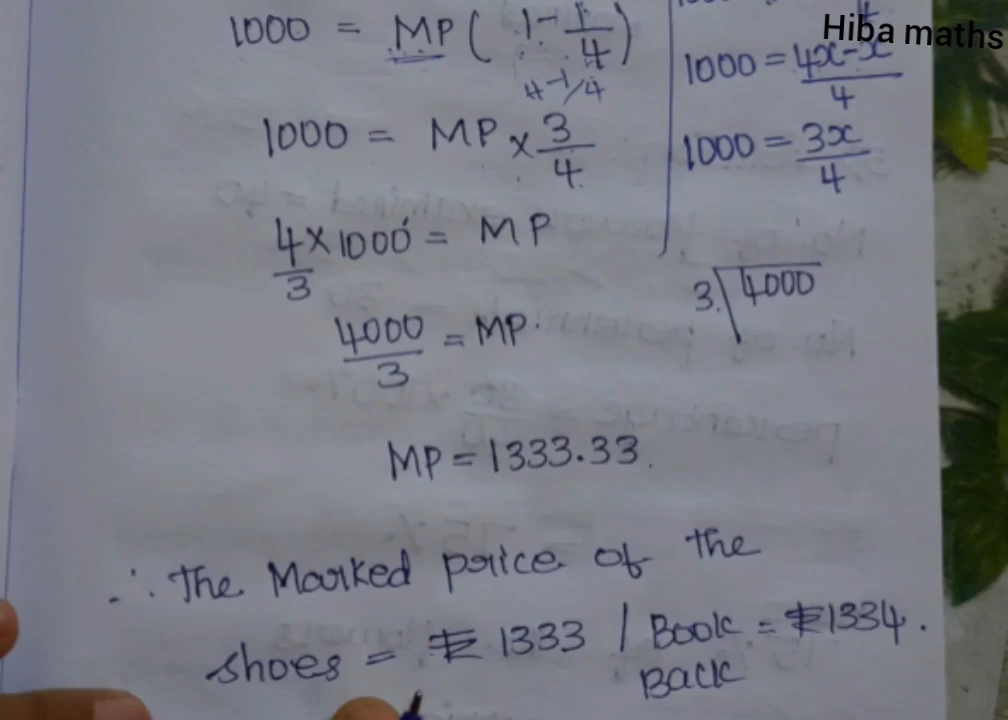 Hiba maths
1000 = MP ( 1 - 1/4 )
4-1/4
1000 = MP × 3/4
4/3 × 1000 = MP
4000/3 = MP
MP = 1333.33.
∴ The Marked price of the
shoes = ₹ 1333 / Book = ₹1334.
Back
1000 = 4x-x/4
1000 = 3x/4
3 4000